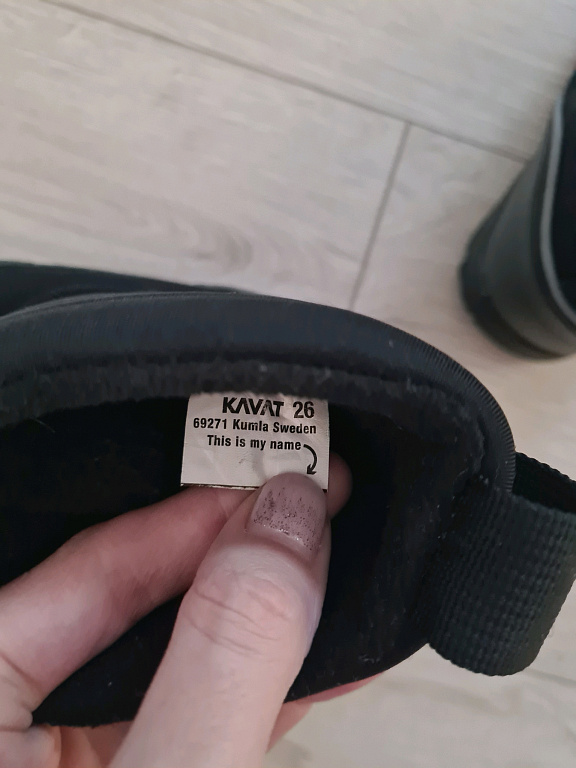 KAVAT 26
69271 Kumla Sweden
This is my name